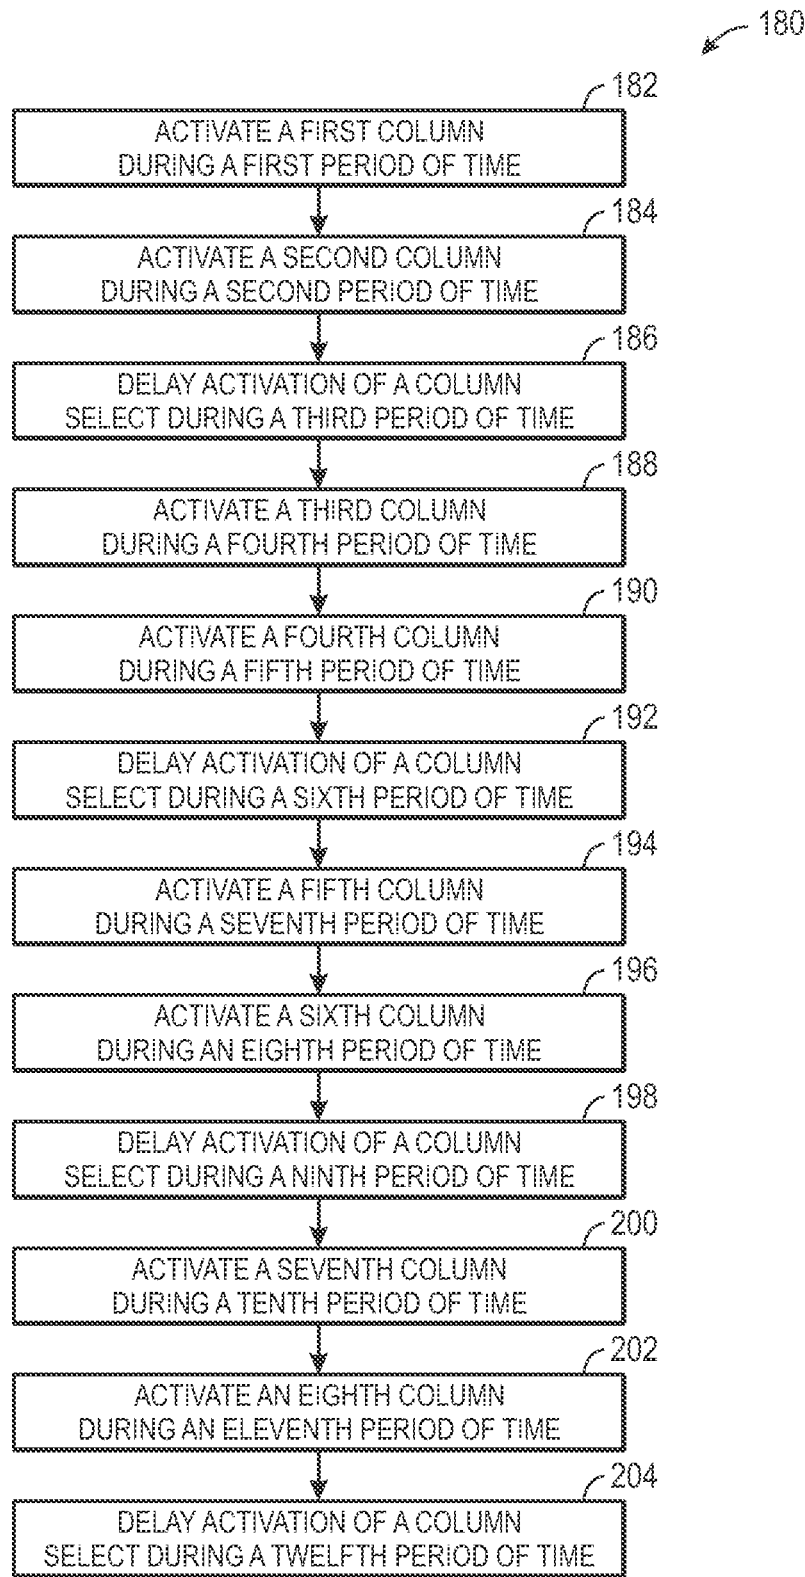 180
182
ACTIVATE A FIRST COLUMN
DURING A FIRST PERIOD OF TIME
184
ACTIVATE A SECOND COLUMN
DURING A SECOND PERIOD OF TIME
186
DELAY ACTIVATION OF A COLUMN
SELECT DURING A THIRD PERIOD OF TIME
188
ACTIVATE A THIRD COLUMN
DURING A FOURTH PERIOD OF TIME
190
ACTIVATE A FOURTH COLUMN
DURING A FIFTH PERIOD OF TIME
192
DELAY ACTIVATION OF A COLUMN
SELECT DURING A SIXTH PERIOD OF TIME
194
ACTIVATE A FIFTH COLUMN
DURING A SEVENTH PERIOD OF TIME
196
ACTIVATE A SIXTH COLUMN
DURING AN EIGHTH PERIOD OF TIME
198
DELAY ACTIVATION OF A COLUMN
SELECT DURING A NINTH PERIOD OF TIME
200
ACTIVATE A SEVENTH COLUMN
DURING A TENTH PERIOD OF TIME
202
ACTIVATE AN EIGHTH COLUMN
DURING AN ELEVENTH PERIOD OF TIME
204
DELAY ACTIVATION OF A COLUMN
SELECT DURING A TWELFTH PERIOD OF TIME